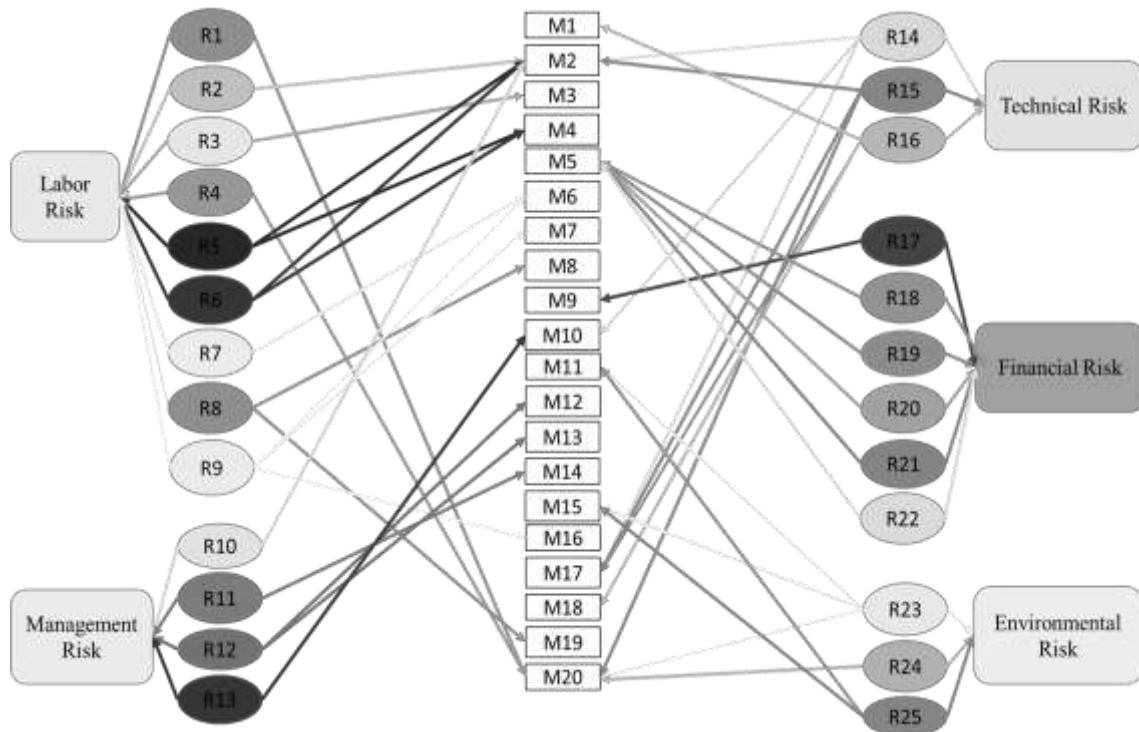 R1
R2
R3
R4
R5
R6
R7
R8
R9
R10
R11
R12
R13
Labor
Risk
Management
Risk
M1
M2
M3
M4
M5
M6
M7
M8
M9
M10
M11
M12
M13
M14
M15
M16
M17
M18
M19
M20
R14
R15
R16
R17
R18
R19
R20
R21
R22
R23
R24
R25
Technical Risk
Financial Risk
Environmental
Risk